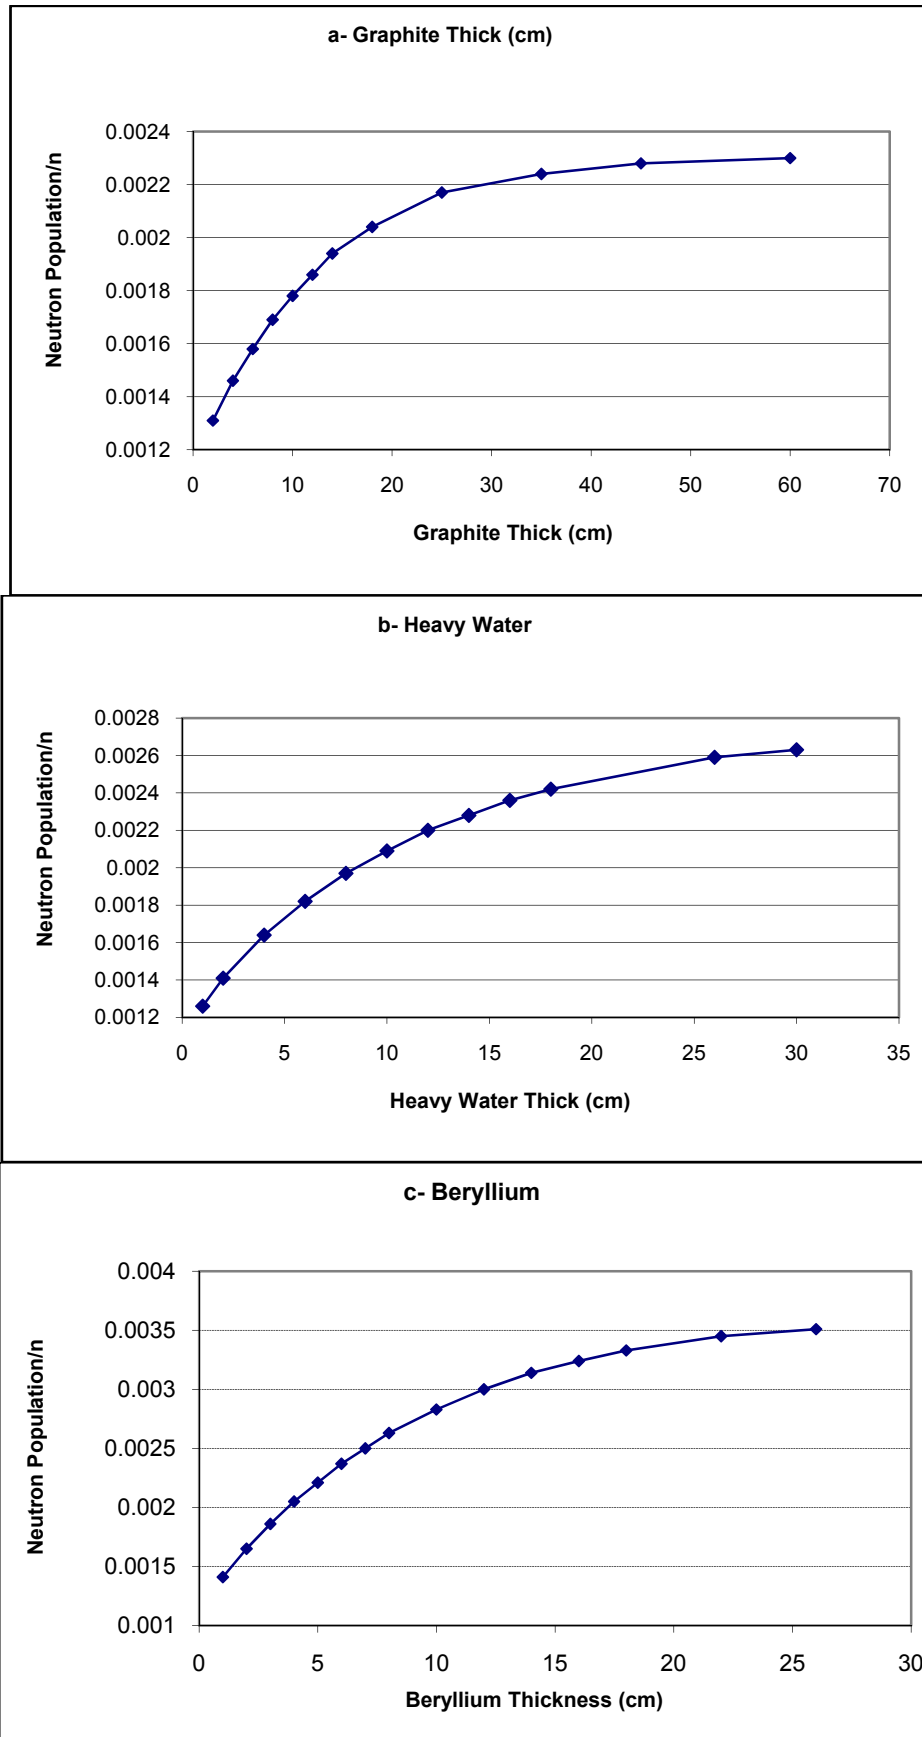 a- Graphite Thick (cm)
Neutron Population/n
0.0024
0.0022
0.002
0.0018
0.0016
0.0014
0.0012
0 10 20 30 40 50 60 70
Graphite Thick (cm)
b- Heavy Water
Neutron Population/n
0.0028
0.0026
0.0024
0.0022
0.002
0.0018
0.0016
0.0014
0.0012
0 5 10 15 20 25 30 35
Heavy Water Thick (cm)
c- Beryllium
Neutron Population/n
0.004
0.0035
0.003
0.0025
0.002
0.0015
0.001
0 5 10 15 20 25 30
Beryllium Thickness (cm)